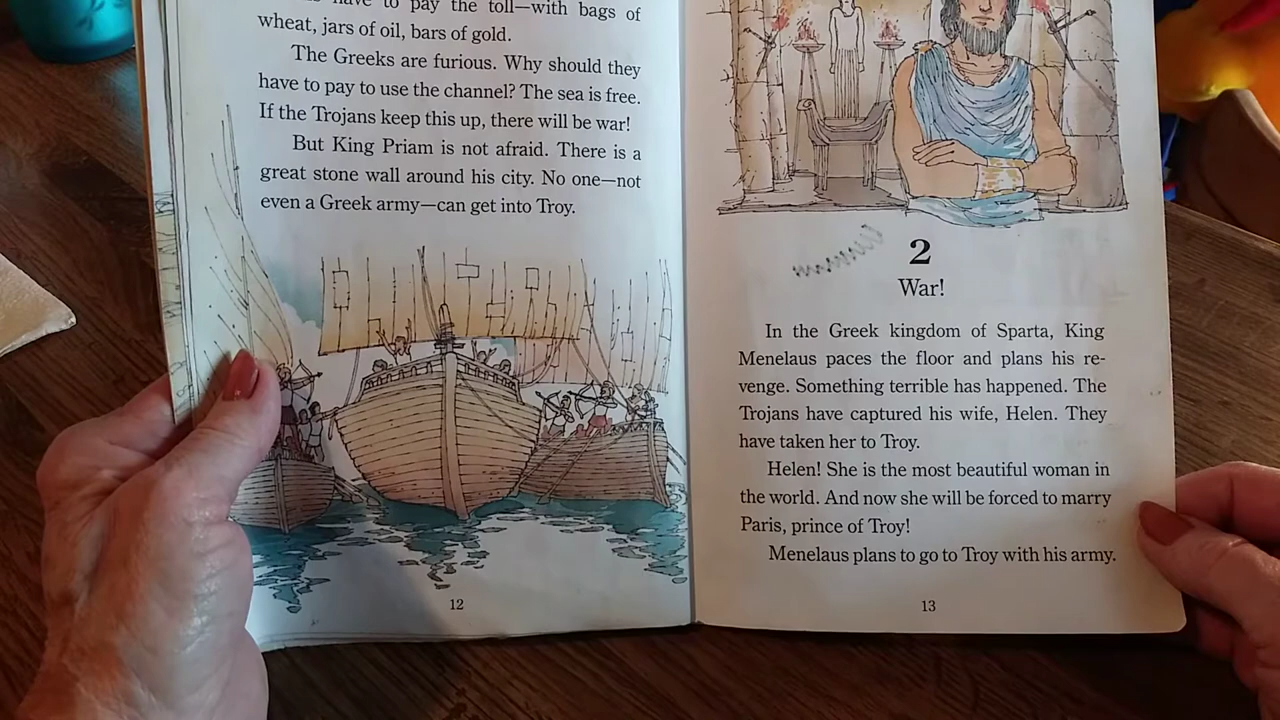 have to pay the toll—with bags of
wheat, jars of oil, bars of gold.
The Greeks are furious. Why should they
have to pay to use the channel? The sea is free.
If the Trojans keep this up, there will be war!
But King Priam is not afraid. There is a
great stone wall around his city. No one—not
even a Greek army—can get into Troy.
12
2
War!
In the Greek kingdom of Sparta, King
Menelaus paces the floor and plans his re-
venge. Something terrible has happened. The
Trojans have captured his wife, Helen. They
have taken her to Troy.
Helen! She is the most beautiful woman in
the world. And now she will be forced to marry
Paris, prince of Troy!
Menelaus plans to go to Troy with his army.
13